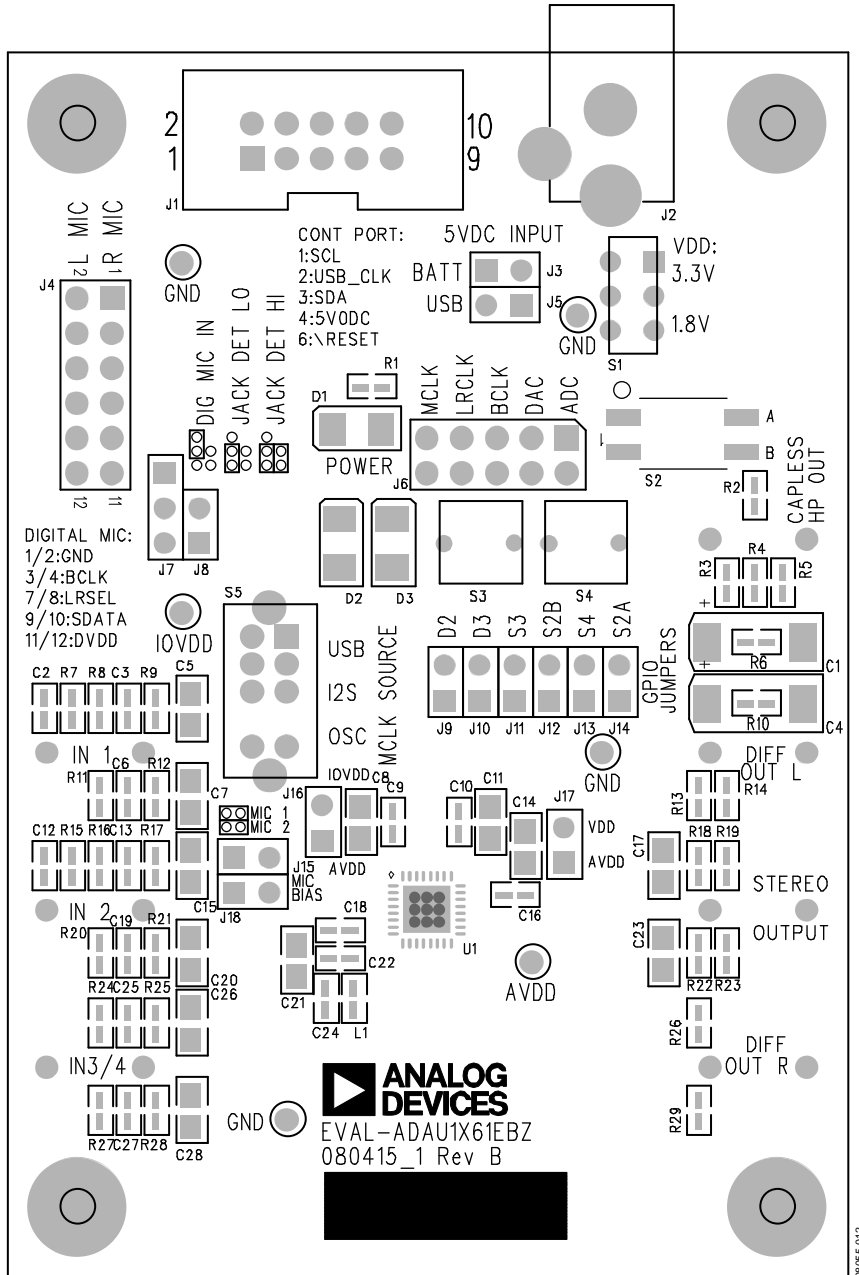 2
10
1
9
J1
J2
L MIC
R MIC
J4
2
1
GND
CONT PORT:
1:SCL
2:USB_CLK
3:SDA
4:5VODC
6:\RESET
5VDC INPUT
BATT
J3
USB
J5
GND
VDD:
3.3V
1.8V
S1
DIG MIC IN
JACK DET LO
JACK DET HI
R1
D1
POWER
MCLK
LRCLK
BCLK
DAC
ADC
J6
1
A
B
S2
R2
CAPLESS
HP OUT
12
11
DIGITAL MIC:
1/2:GND
3/4:BCLK
7/8:LRSEL
9/10:SDATA
11/12:DVDD
J7
J8
IOVDD
D2
D3
S3
S4
R3
R4
R5
+
S5
USB
I2S
OSC
MCLK SOURCE
D2
D3
S3
S2B
S4
S2A
J9
J10
J11
J12
J13
J14
GPIO
JUMPERS
+
R6
C1
R10
C4
C2
R7
R8
C3
R9
C5
IN 1
R11
C6
R12
C7
GND
DIFF
OUT L
R13
R14
J16
IOVDD
C8
C9
AVDD
C10
C11
C14
J17
VDD
AVDD
MIC 1
MIC 2
C12
R15
R16
C13
R17
C15
J15
MIC
BIAS
J18
C16
U1
C17
R18
R19
STEREO
OUTPUT
IN 2
R20
C19
R21
C20
C18
C22
C21
C24
L1
AVDD
C23
R22
R23
R24
C25
R25
C26
R26
IN3/4
DIFF
OUT R
R27
C27
R28
C28
R29
GND
ANALOG
DEVICES
EVAL-ADAU1X61EBZ
080415_1 Rev B